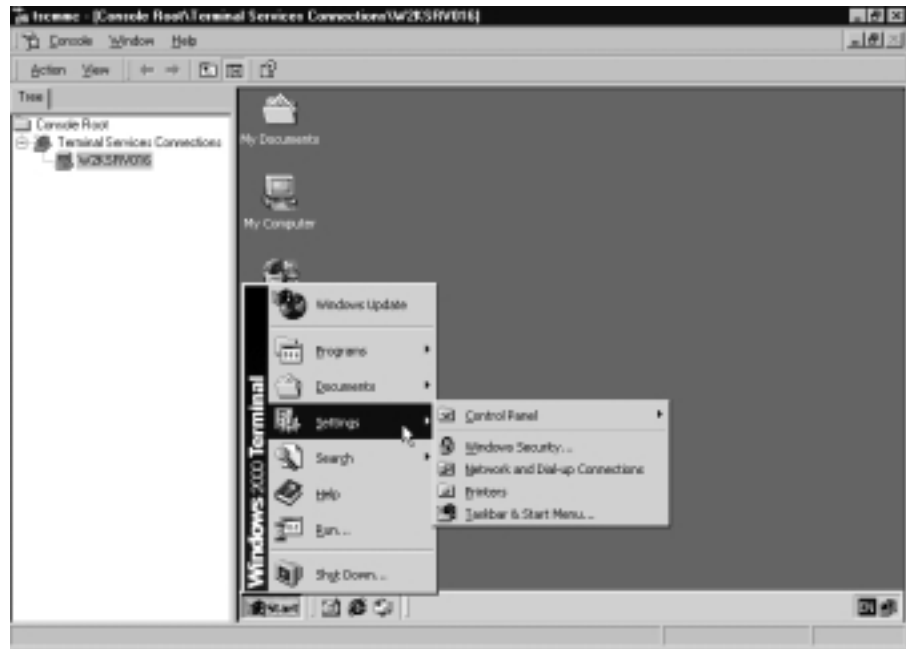 tscmmc - [Console Root\Terminal Services Connections\W2KSRV016]
Console Window Help
Action View
Tree
Console Root
Terminal Services Connections
W2KSRV016
My Documents
My Computer
Windows Update
Programs
Documents
Settings
Search
Help
Run...
Shut Down...
Windows 2000 Terminal
Control Panel
Windows Security...
Network and Dial-up Connections
Printers
Taskbar & Start Menu...
Start
EN